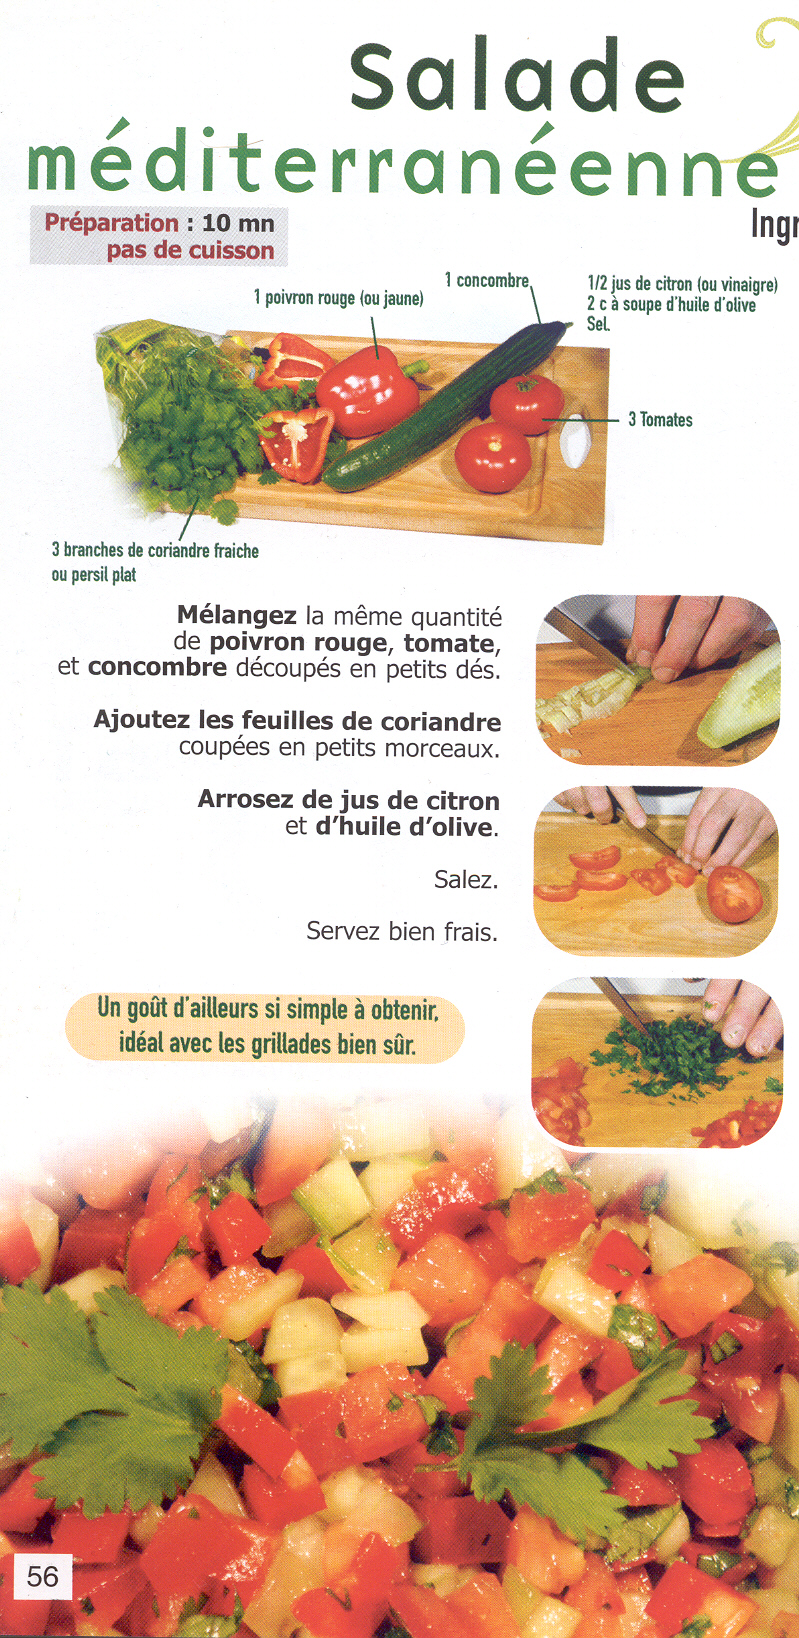 Salade
méditerranéenne
Préparation : 10 mn
pas de cuisson
Ingr
1 concombre
1/2 jus de citron (ou vinaigre)
2 c à soupe d'huile d'olive
Sel.
1 poivron rouge (ou jaune)
3 Tomates
3 branches de coriandre fraiche
ou persil plat
Mélangez la même quantité
de poivron rouge, tomate,
et concombre découpés en petits dés.
Ajoutez les feuilles de coriandre
coupées en petits morceaux.
Arrosez de jus de citron
et d'huile d'olive.
Salez.
Servez bien frais.
Un goût d'ailleurs si simple à obtenir,
idéal avec les grillades bien sûr.
56